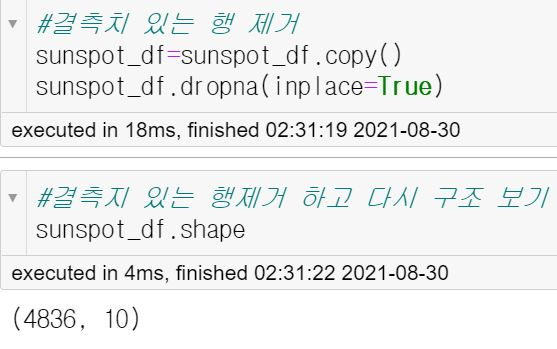 #결측치 있는 행 제거
sunspot_df=sunspot_df.copy()
sunspot_df.dropna(inplace=True)
executed in 18ms, finished 02:31:19 2021-08-30
#결측지 있는 행제거 하고 다시 구조 보기
sunspot_df.shape
executed in 4ms, finished 02:31:22 2021-08-30
(4836, 10)